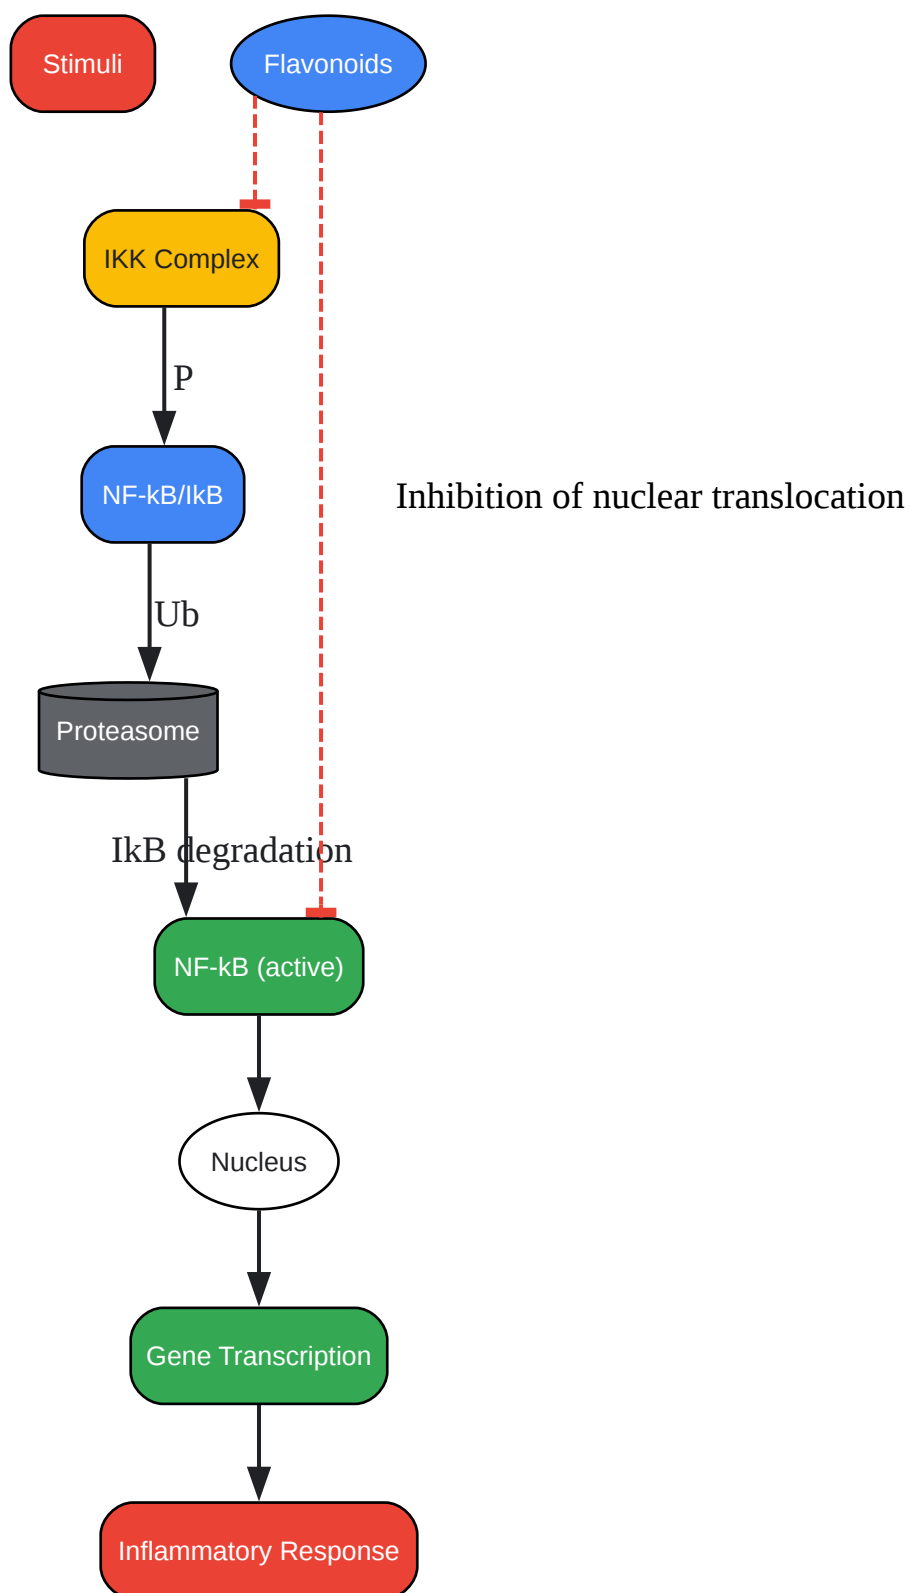 Stimuli
Flavonoids
IKK Complex
P
NF-kB/IkB
Inhibition of nuclear translocation
Ub
Proteasome
IkB degradation
NF-kB (active)
Nucleus
Gene Transcription
Inflammatory Response